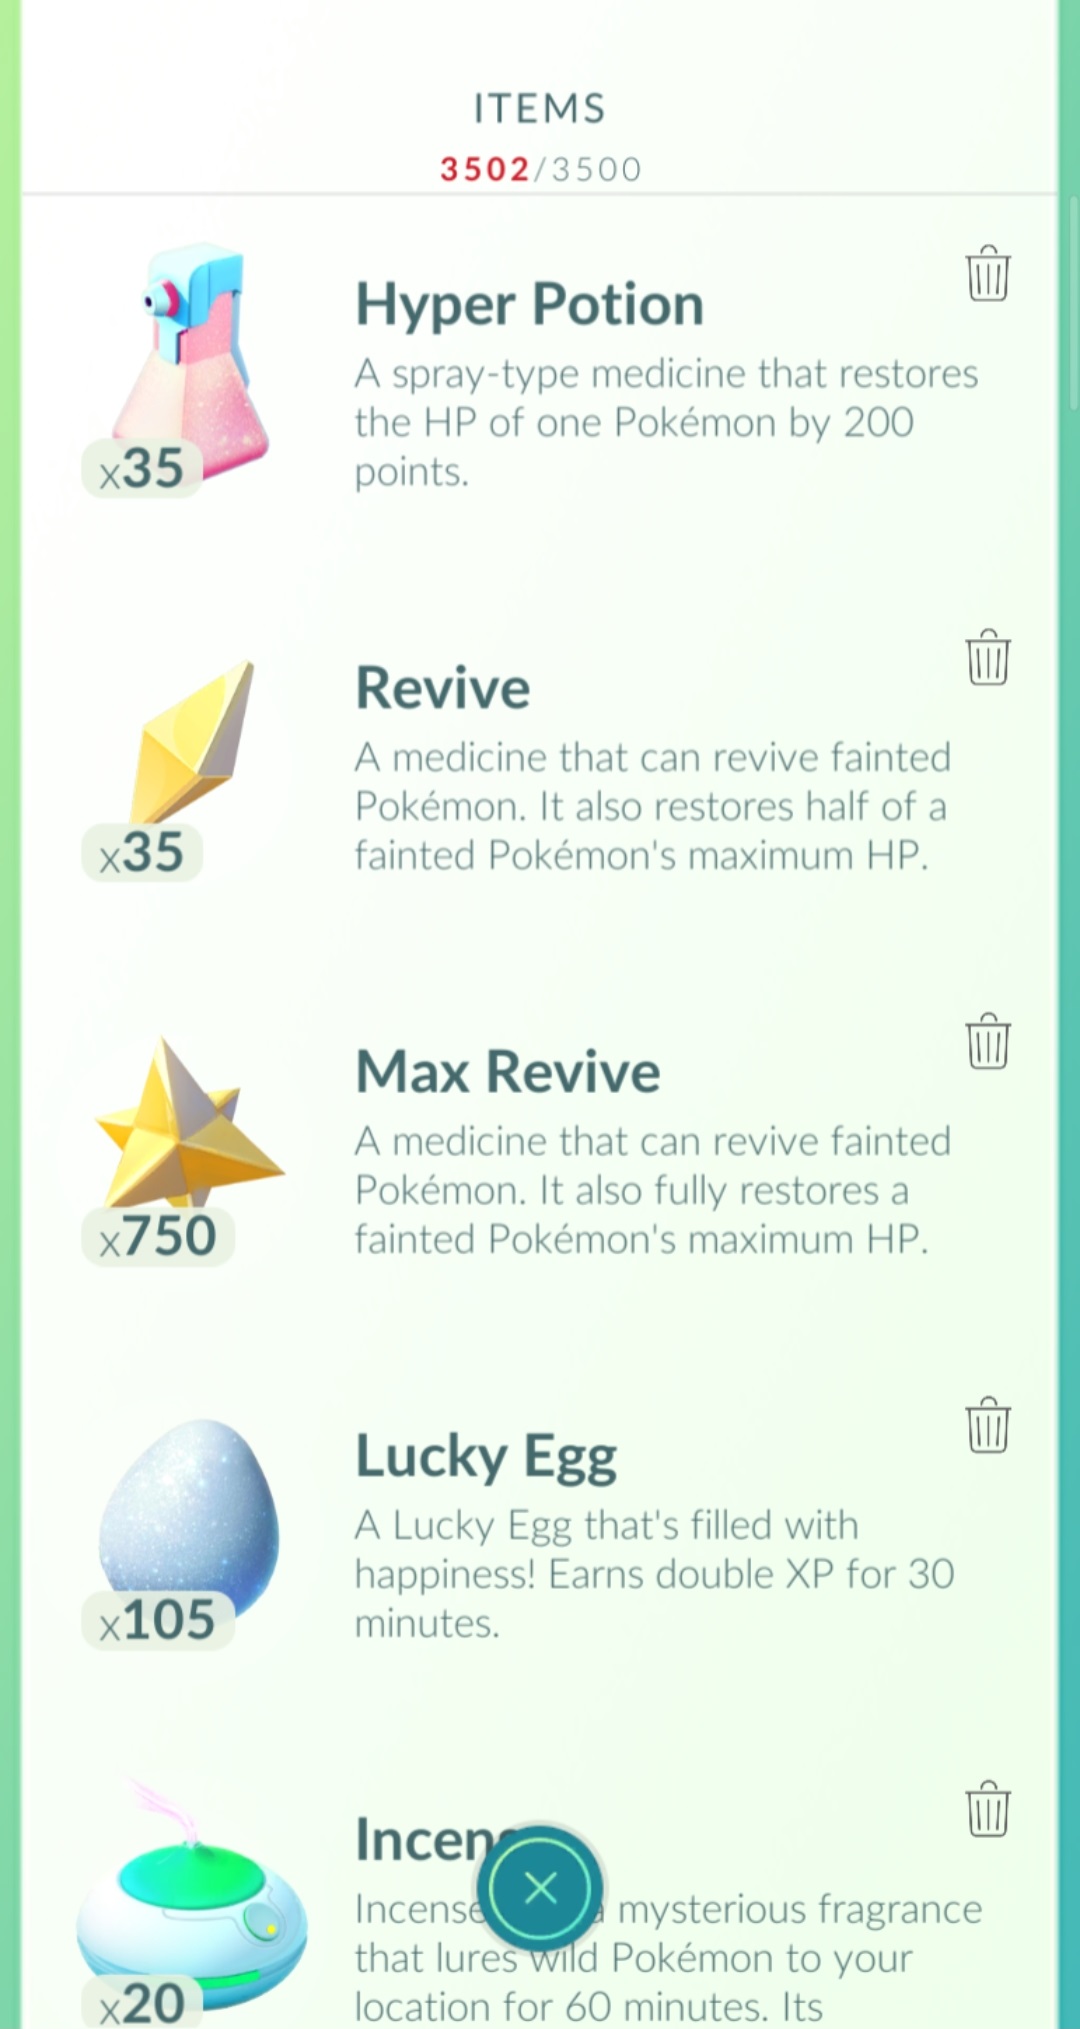 ITEMS
3502/3500
Hyper Potion
A spray-type medicine that restores
the HP of one Pokémon by 200
points.
x35
Revive
A medicine that can revive fainted
Pokémon. It also restores half of a
fainted Pokémon's maximum HP.
x35
Max Revive
A medicine that can revive fainted
Pokémon. It also fully restores a
fainted Pokémon's maximum HP.
x750
Lucky Egg
A Lucky Egg that's filled with
happiness! Earns double XP for 30
minutes.
x105
Incens
Incense a mysterious fragrance
that lures wild Pokémon to your
location for 60 minutes. Its
x20